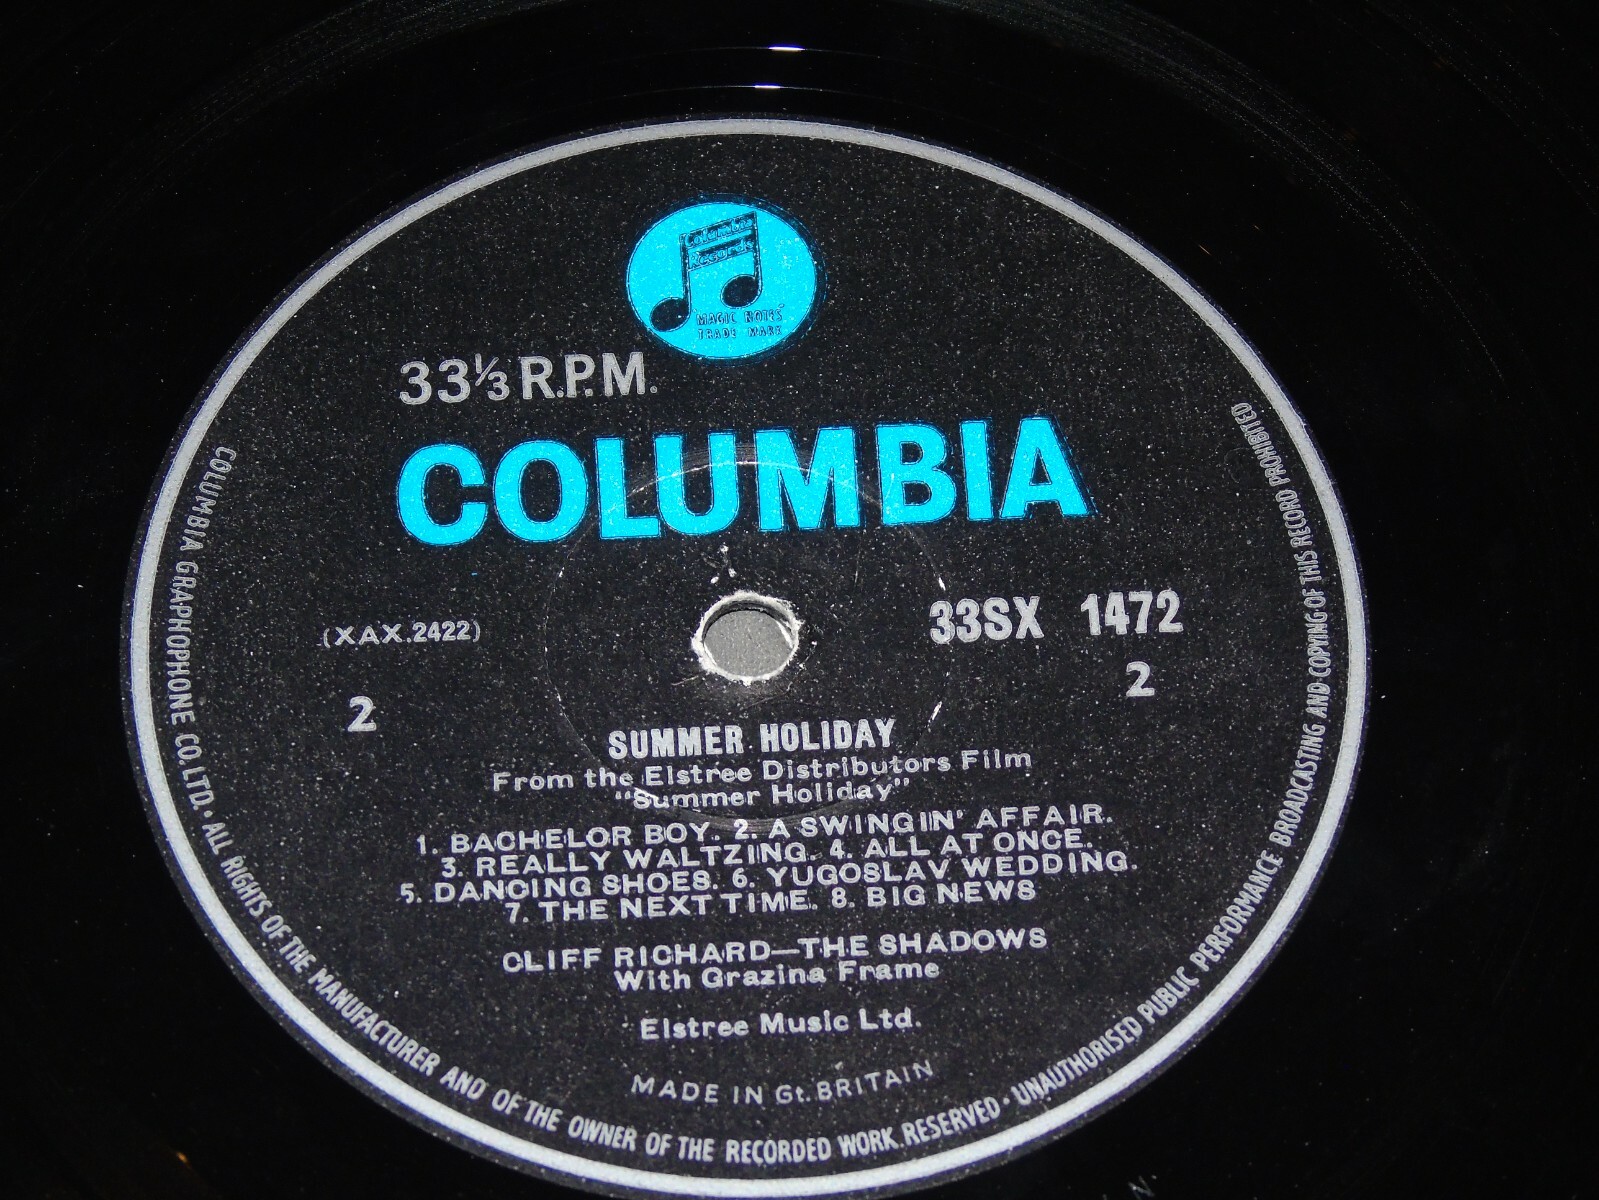 Columbia
Records
MAGIC NOTES
TRADE MARK
33⅓ R.P.M.
COLUMBIA
(XAX.2422)
33SX 1472
2
2
SUMMER HOLIDAY
From the Elstree Distributors Film
"Summer Holiday"
1. BACHELOR BOY. 2. A SWINGIN' AFFAIR.
3. REALLY WALTZING. 4. ALL AT ONCE.
5. DANCING SHOES. 6. YUGOSLAV WEDDING.
7. THE NEXT TIME. 8. BIG NEWS
CLIFF RICHARD—THE SHADOWS
With Grazina Frame
Elstree Music Ltd.
MADE IN Gt. BRITAIN
COLUMBIA GRAPHOPHONE CO. LTD. • ALL RIGHTS OF THE MANUFACTURER AND OF THE OWNER OF THE RECORDED WORK RESERVED • UNAUTHORISED PUBLIC PERFORMANCE BROADCASTING AND COPYING OF THIS RECORD PROHIBITED